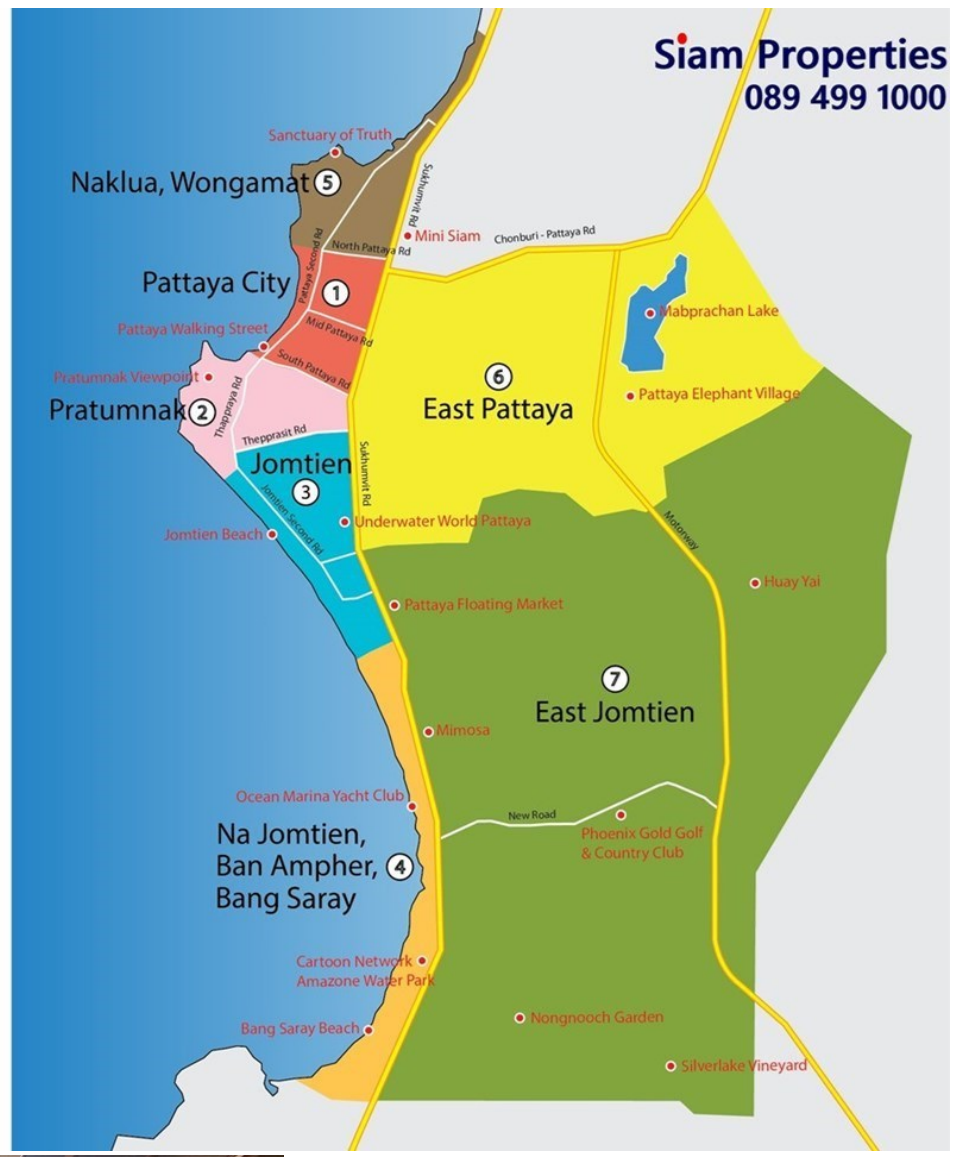 Siam Properties
089 499 1000
Sanctuary of Truth
Naklua, Wongamat 5
Sukhumvit Rd
Mini Siam
Chonburi - Pattaya Rd
North Pattaya Rd
Pattaya Second Rd
Pattaya City
1
Mabprachan Lake
Mid Pattaya Rd
Pattaya Walking Street
South Pattaya Rd
Pratumnak Viewpoint
Pratumnak 2
Thappraya Rd
6
East Pattaya
Pattaya Elephant Village
Thepprasit Rd
Jomtien
3
Sukhumvit Rd
Jomtien Second Rd
Underwater World Pattaya
Jomtien Beach
Motorway
Huay Yai
Pattaya Floating Market
7
East Jomtien
Mimosa
Ocean Marina Yacht Club
New Road
Phoenix Gold Golf
& Country Club
Na Jomtien,
Ban Ampher, 4
Bang Saray
Cartoon Network
Amazone Water Park
Nongnooch Garden
Bang Saray Beach
Silverlake Vineyard